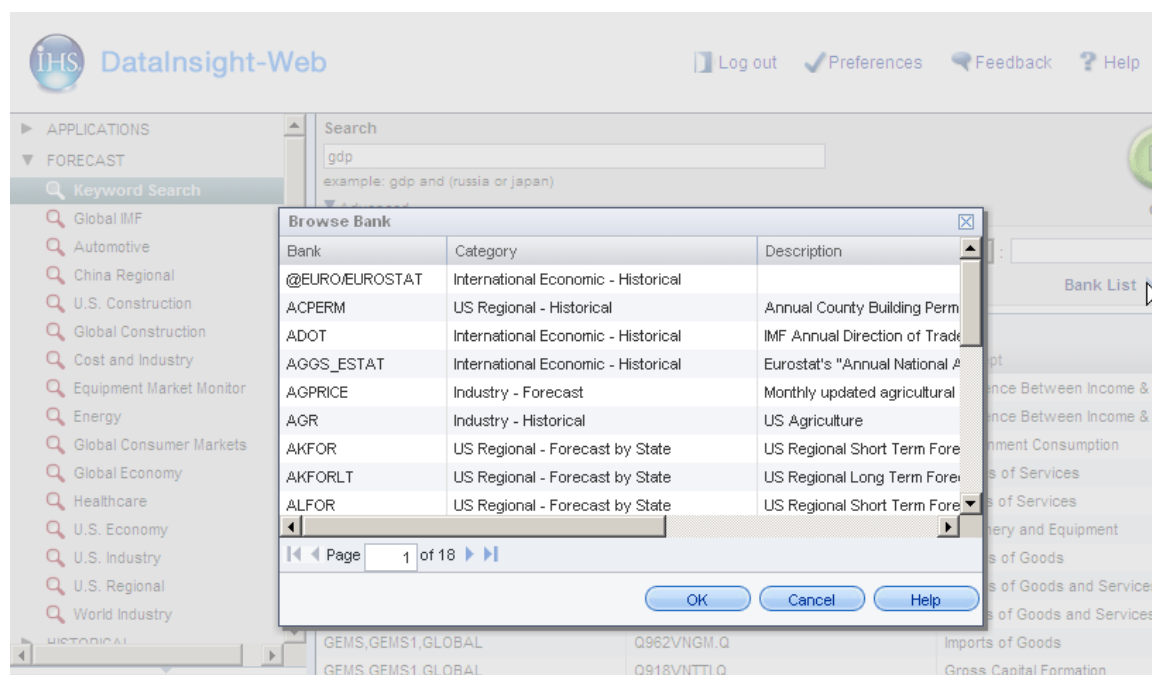 IHS DataInsight-Web
Log out Preferences Feedback ? Help
APPLICATIONS
FORECAST
Keyword Search
Global IMF
Automotive
China Regional
U.S. Construction
Global Construction
Cost and Industry
Equipment Market Monitor
Energy
Global Consumer Markets
Global Economy
Healthcare
U.S. Economy
U.S. Industry
U.S. Regional
World Industry
HISTORICAL
Search
gdp
example: gdp and (russia or japan)
Advanced
:
Bank List
Browse Bank
Bank Category Description
@EURO/EUROSTAT International Economic - Historical
ACPERM US Regional - Historical Annual County Building Perm
ADOT International Economic - Historical IMF Annual Direction of Trade
AGGS_ESTAT International Economic - Historical Eurostat's "Annual National A
AGPRICE Industry - Forecast Monthly updated agricultural
AGR Industry - Historical US Agriculture
AKFOR US Regional - Forecast by State US Regional Short Term Fore
AKFORLT US Regional - Forecast by State US Regional Long Term Fore
ALFOR US Regional - Forecast by State US Regional Short Term Fore
Page 1 of 18
OK Cancel Help
pt
ence Between Income &
ence Between Income &
nment Consumption
s of Services
s of Services
nery and Equipment
s of Goods
s of Goods and Service
s of Goods and Services
GEMS,GEMS1,GLOBAL Q962VNGM.Q Imports of Goods
GEMS,GEMS1,GLOBAL Q918VNTTI.Q Gross Capital Formation